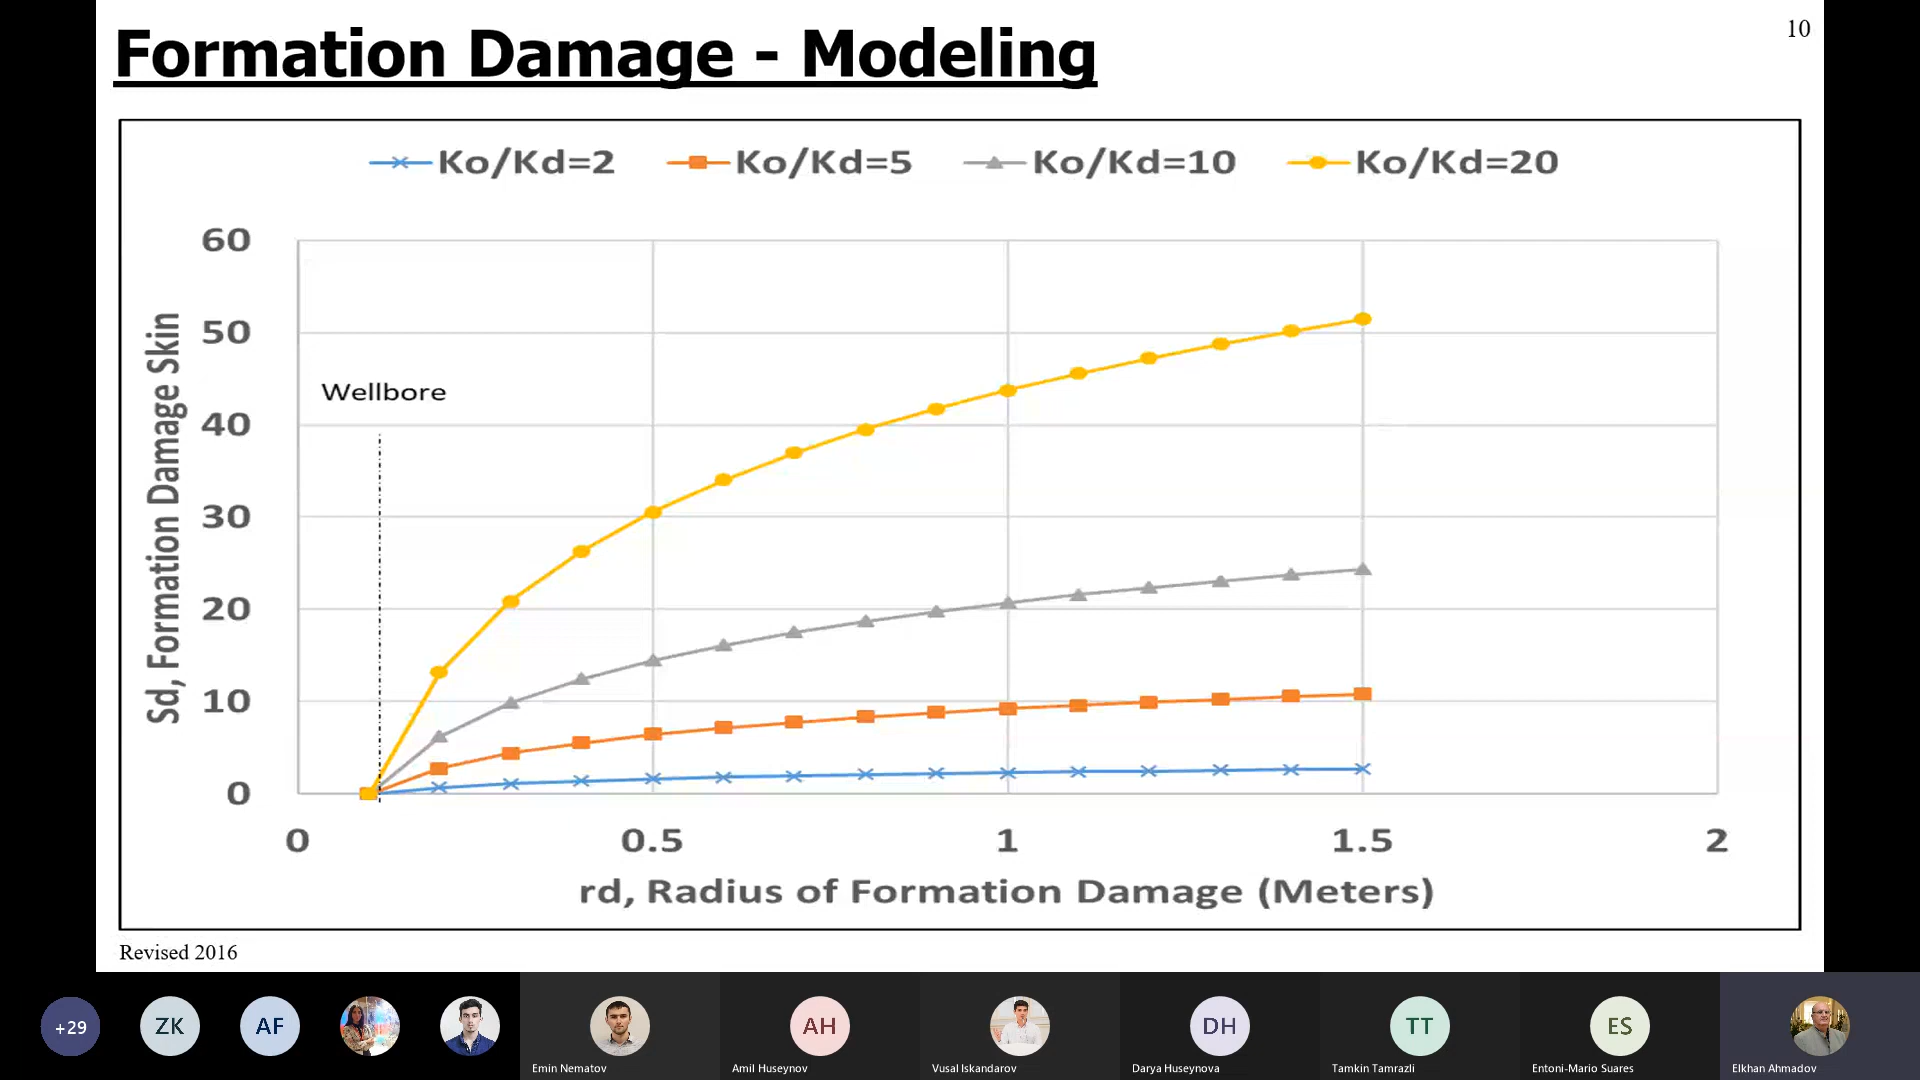 Formation Damage - Modeling
10
Ko/Kd=2 Ko/Kd=5 Ko/Kd=10 Ko/Kd=20
60
50
40
30
20
10
0
Sd, Formation Damage Skin
Wellbore
0 0.5 1 1.5 2
rd, Radius of Formation Damage (Meters)
Revised 2016
+29 ZK AF AH DH TT ES
Emin Nematov Amil Huseynov Vusal Iskandarov Darya Huseynova Tamkin Tamrazli Entoni-Mario Suares Elkhan Ahmadov